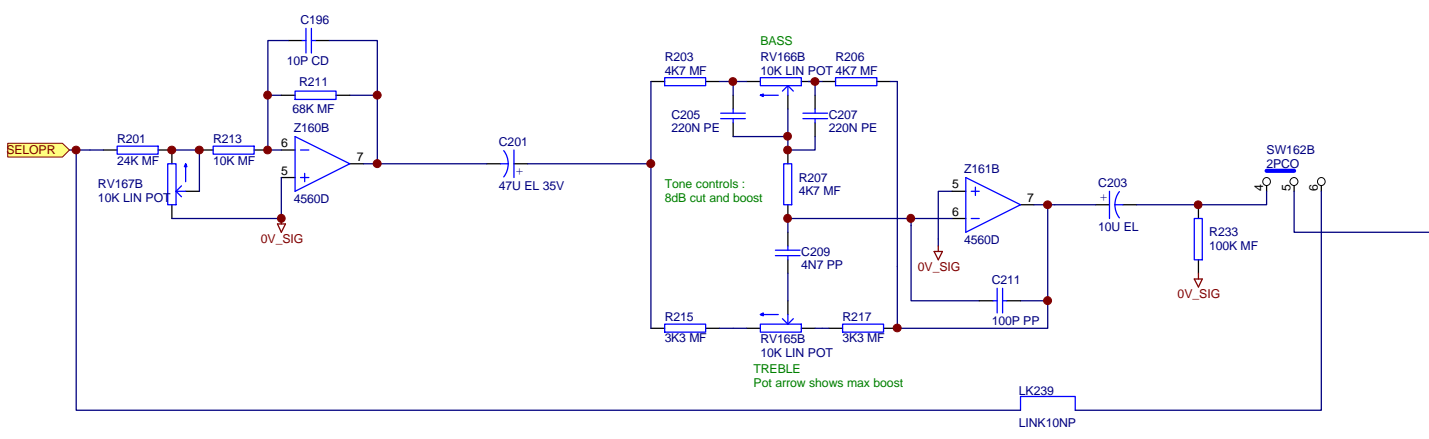 C196
10P CD
R211
68K MF
Z160B
SELOPR
R201
24K MF
R213
10K MF
6
5
7
4560D
RV167B
10K LIN POT
0V_SIG
C201
+
47U EL 35V
BASS
R203
4K7 MF
RV166B
10K LIN POT
R206
4K7 MF
C205
220N PE
C207
220N PE
R207
4K7 MF
Tone controls :
8dB cut and boost
C209
4N7 PP
R215
3K3 MF
RV165B
10K LIN POT
R217
3K3 MF
TREBLE
Pot arrow shows max boost
Z161B
5
6
7
4560D
0V_SIG
C211
100P PP
C203
+
10U EL
R233
100K MF
0V_SIG
SW162B
2PCO
4
5
6
LK239
LINK10NP